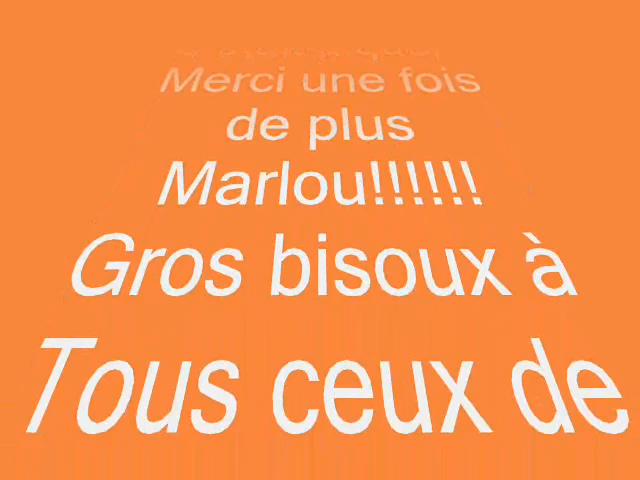 Merci une fois
de plus
Marlou!!!!!!
Gros bisoux à
Tous ceux de